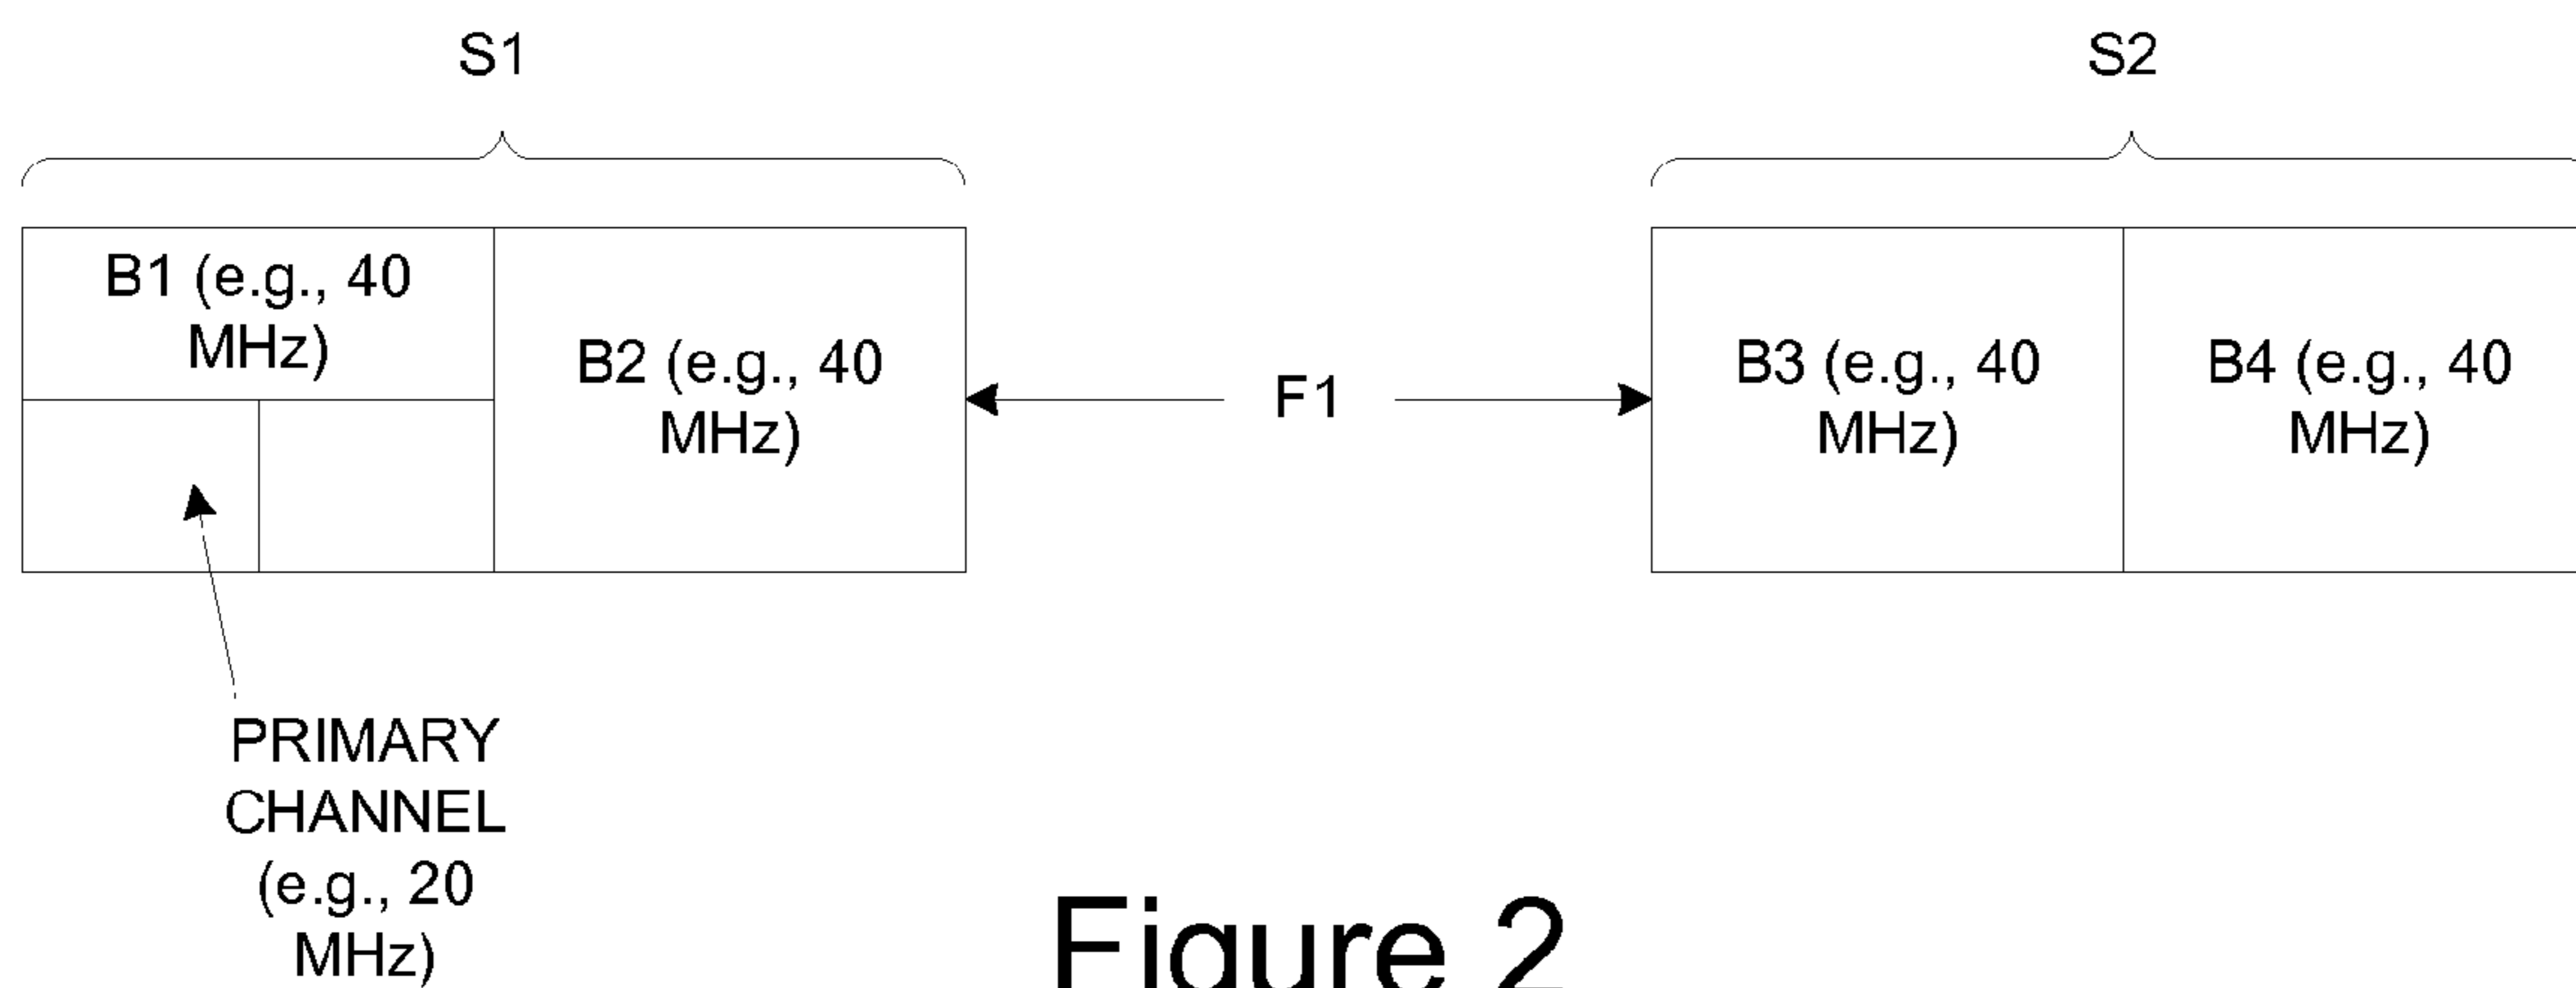 S1
S2
B1 (e.g., 40
MHz)
B2 (e.g., 40
MHz)
F1
B3 (e.g., 40
MHz)
B4 (e.g., 40
MHz)
PRIMARY
CHANNEL
(e.g., 20
MHz)
Figure 2